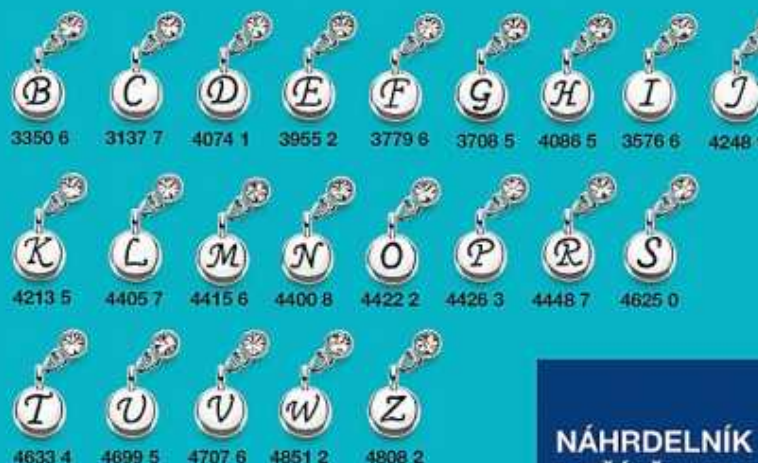 B C D E F G H I J
3350 6 3137 7 4074 1 3955 2 3779 6 3708 5 4086 5 3576 6 4248
K L M N O P R S
4213 5 4405 7 4415 6 4400 8 4422 2 4426 3 4448 7 4625 0
T U V W Z
4633 4 4699 5 4707 6 4851 2 4808 2
NÁHRDELNÍK